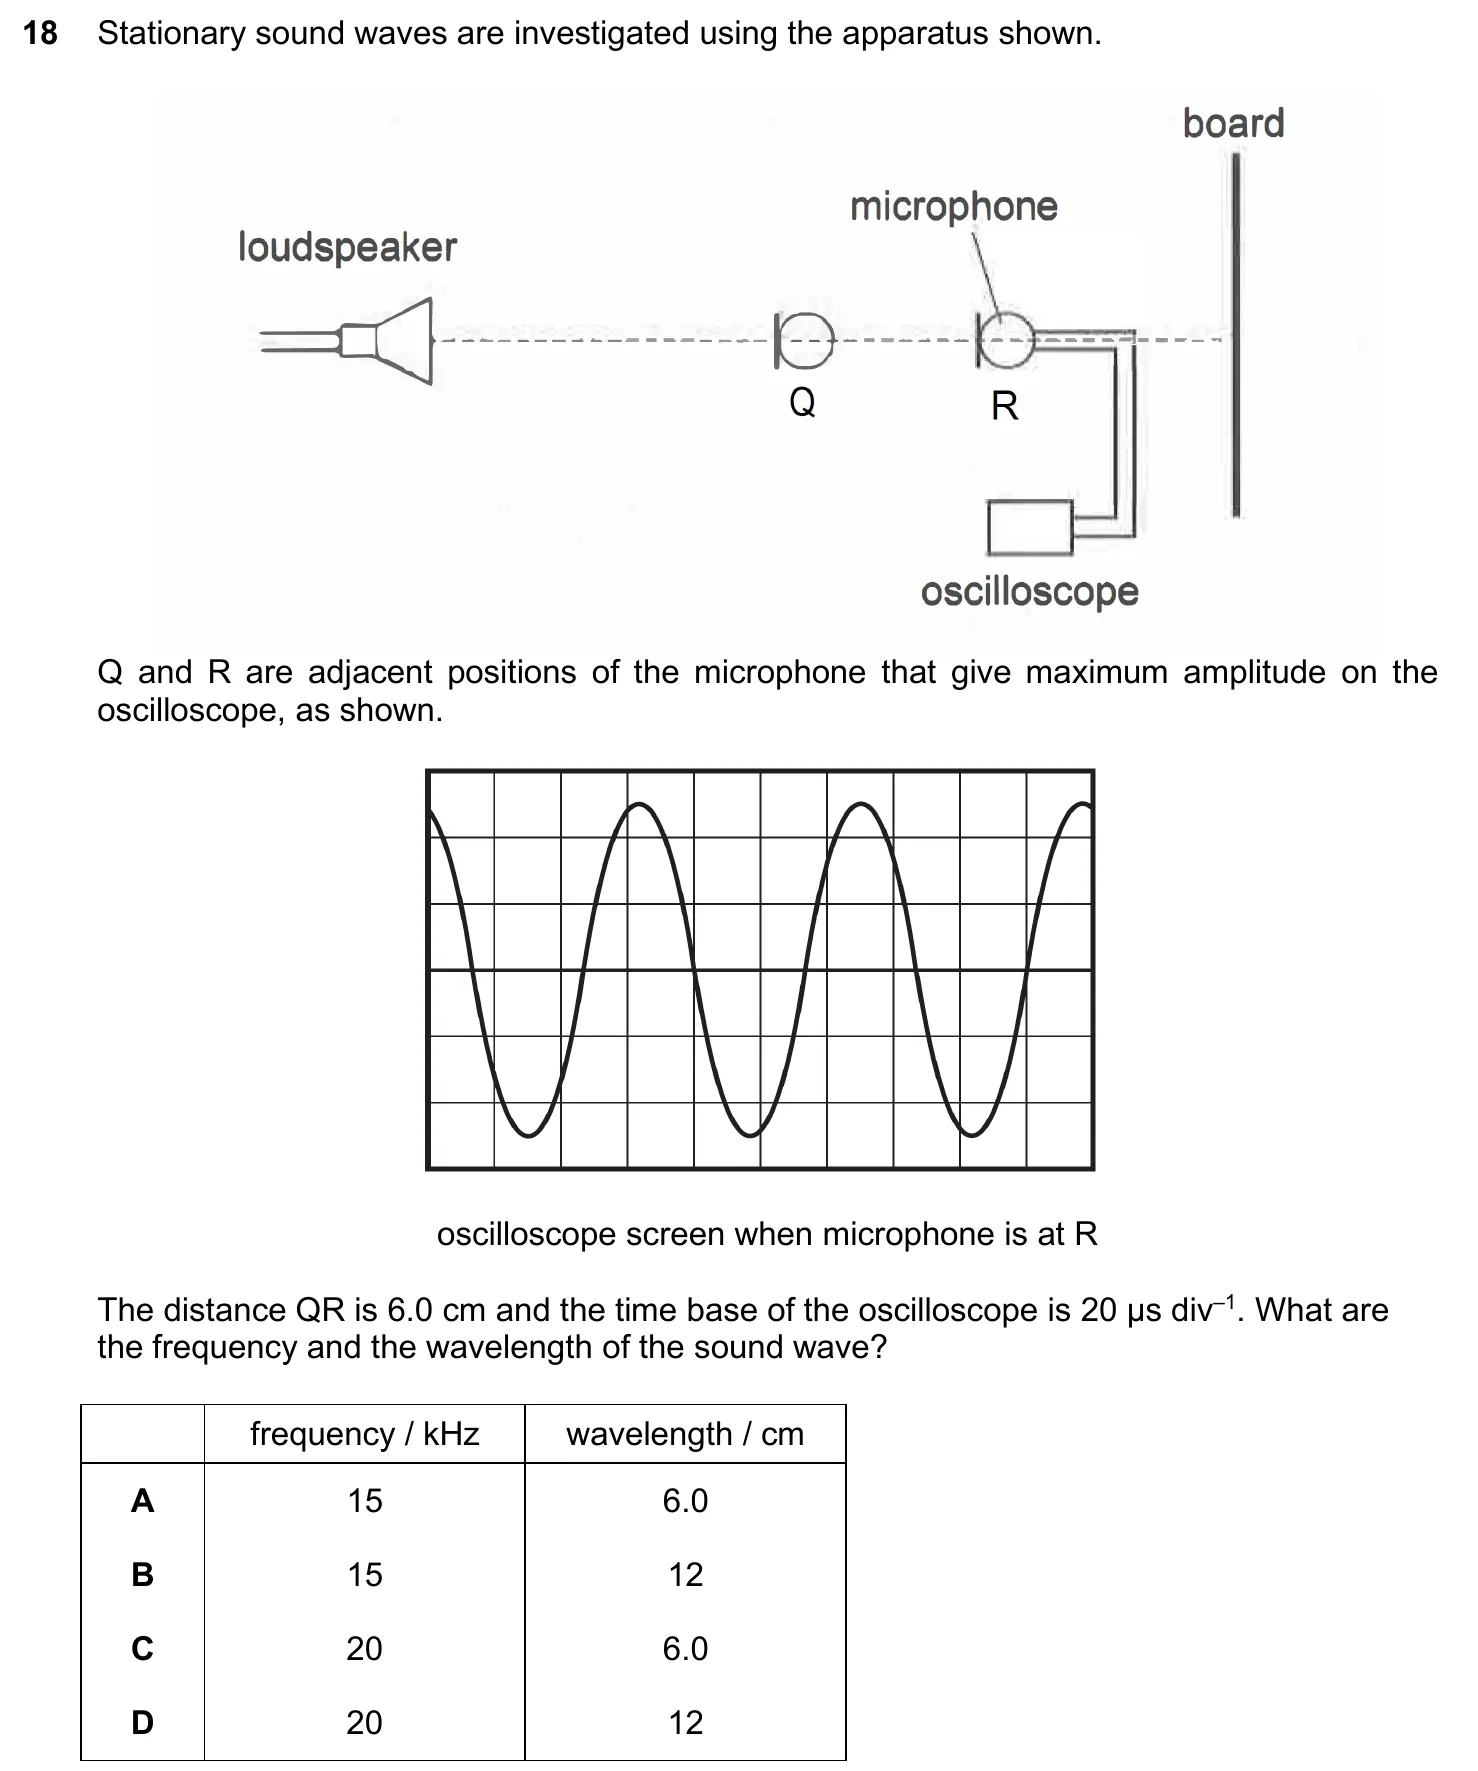 18 Stationary sound waves are investigated using the apparatus shown.
board
microphone
loudspeaker
Q
R
oscilloscope
Q and R are adjacent positions of the microphone that give maximum amplitude on the
oscilloscope, as shown.
oscilloscope screen when microphone is at R
The distance QR is 6.0 cm and the time base of the oscilloscope is 20 µs div⁻¹. What are
the frequency and the wavelength of the sound wave?
frequency / kHz wavelength / cm
A 15 6.0
B 15 12
C 20 6.0
D 20 12